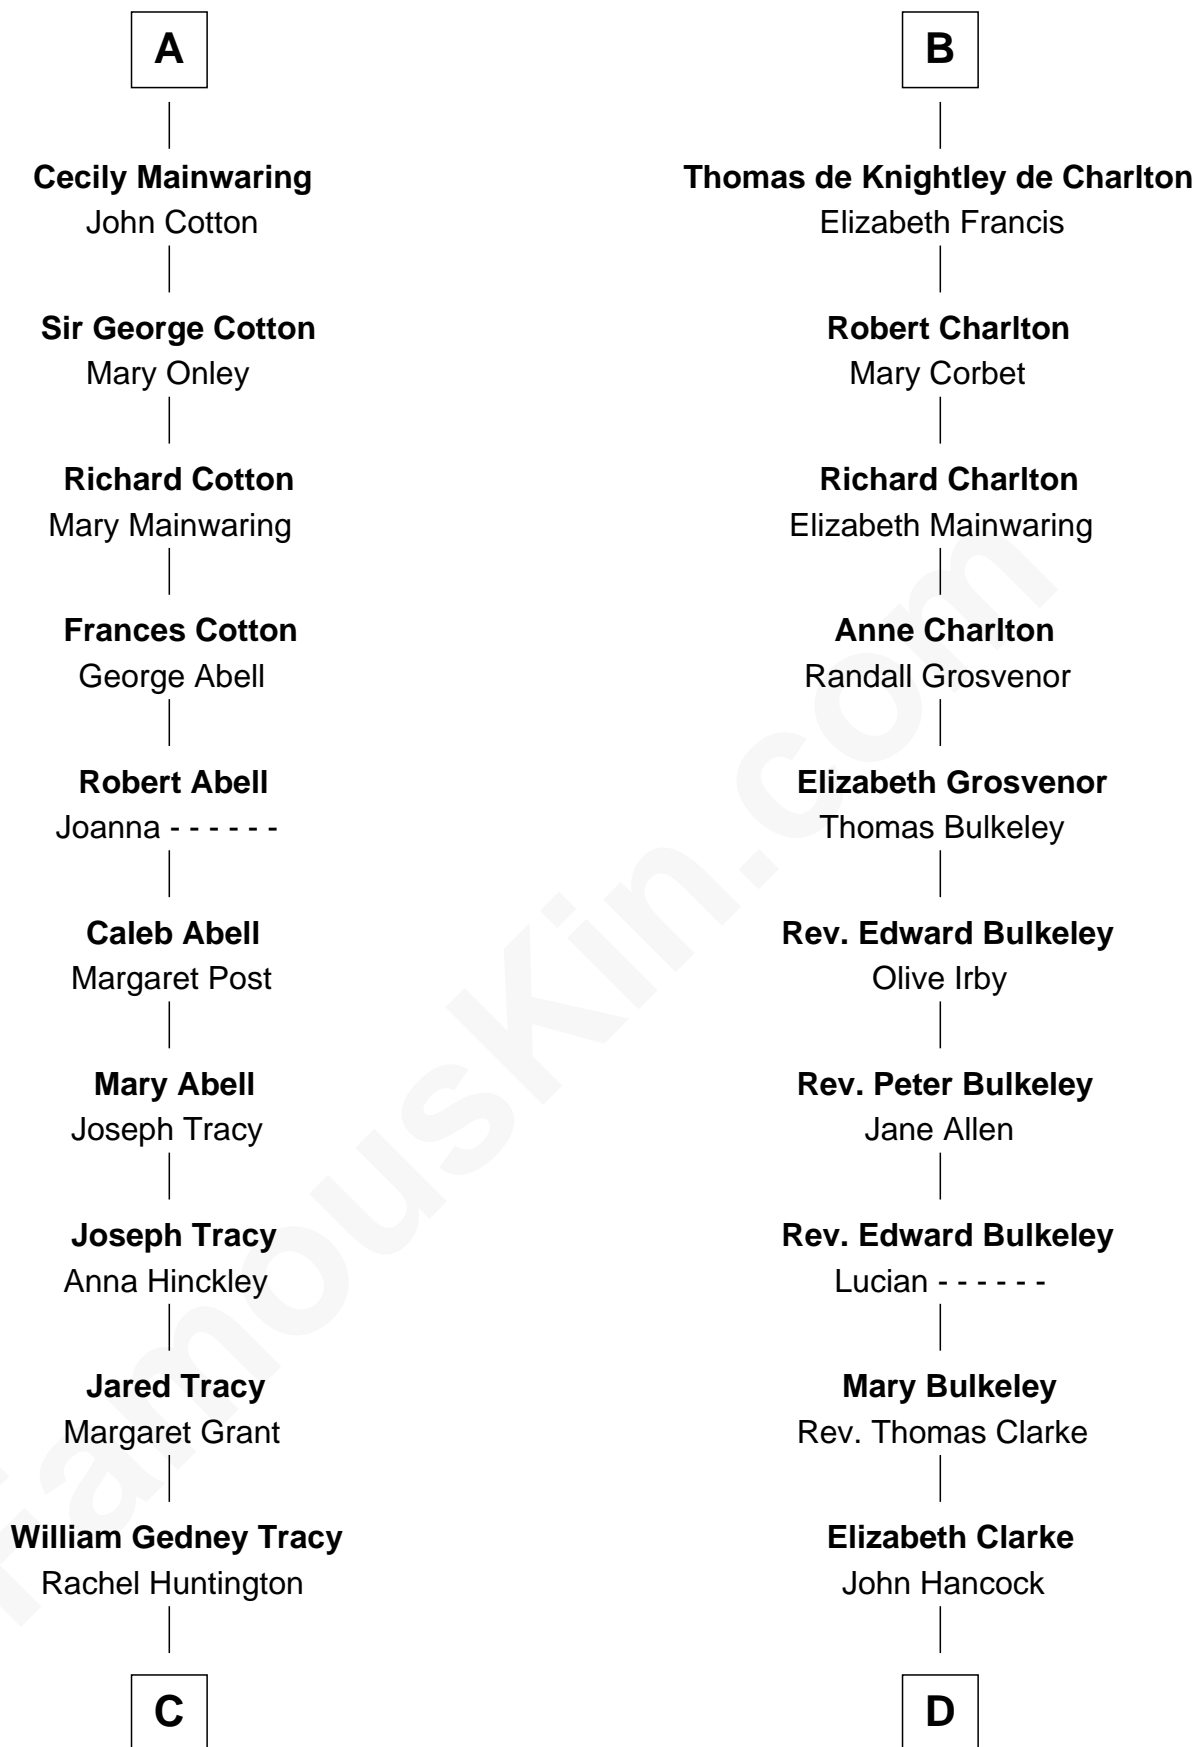 A
Cecily Mainwaring
John Cotton
Sir George Cotton
Mary Onley
Richard Cotton
Mary Mainwaring
Frances Cotton
George Abell
Robert Abell
Joanna - - - - - -
Caleb Abell
Margaret Post
Mary Abell
Joseph Tracy
Joseph Tracy
Anna Hinckley
Jared Tracy
Margaret Grant
William Gedney Tracy
Rachel Huntington
C
B
Thomas de Knightley de Charlton
Elizabeth Francis
Robert Charlton
Mary Corbet
Richard Charlton
Elizabeth Mainwaring
Anne Charlton
Randall Grosvenor
Elizabeth Grosvenor
Thomas Bulkeley
Rev. Edward Bulkeley
Olive Irby
Rev. Peter Bulkeley
Jane Allen
Rev. Edward Bulkeley
Lucian - - - - - -
Mary Bulkeley
Rev. Thomas Clarke
Elizabeth Clarke
John Hancock
D
FamousKin.com